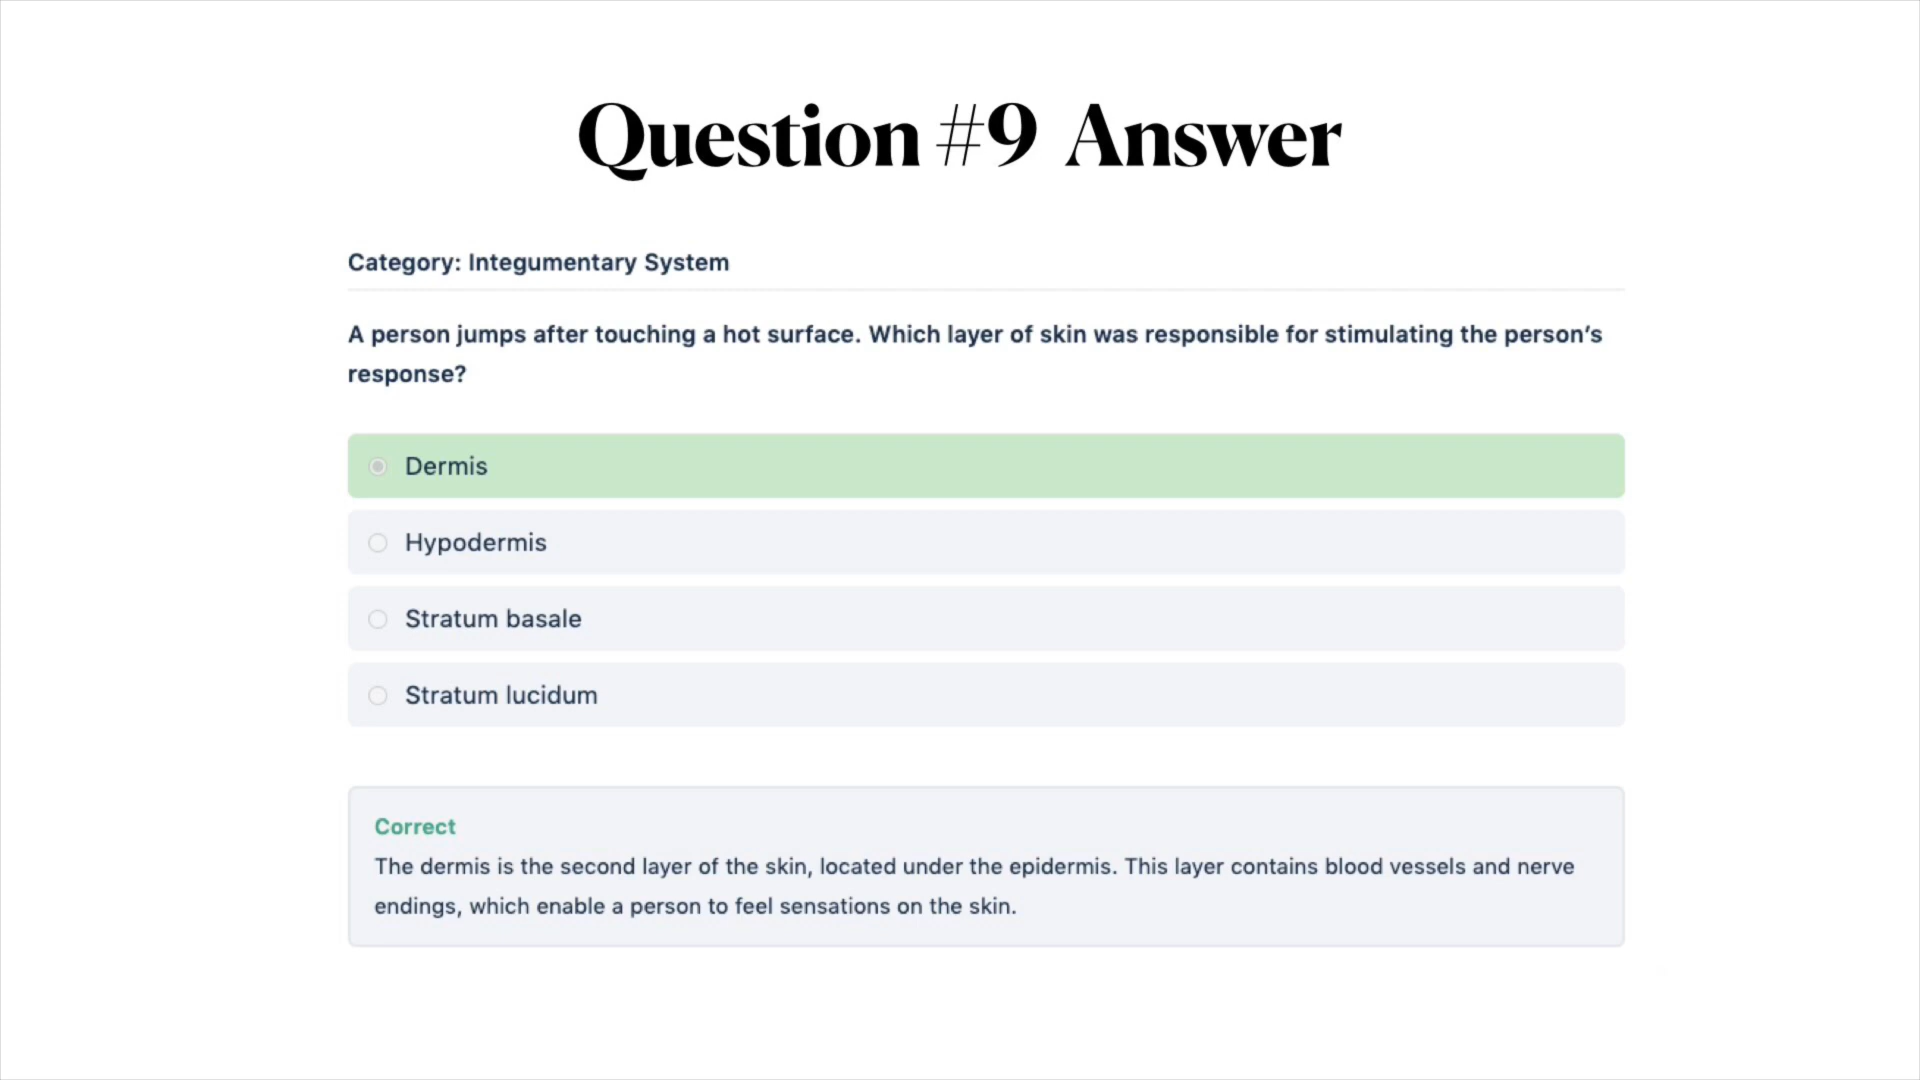 Question #9 Answer
Category: Integumentary System
A person jumps after touching a hot surface. Which layer of skin was responsible for stimulating the person’s
response?
Dermis
Hypodermis
Stratum basale
Stratum lucidum
Correct
The dermis is the second layer of the skin, located under the epidermis. This layer contains blood vessels and nerve
endings, which enable a person to feel sensations on the skin.